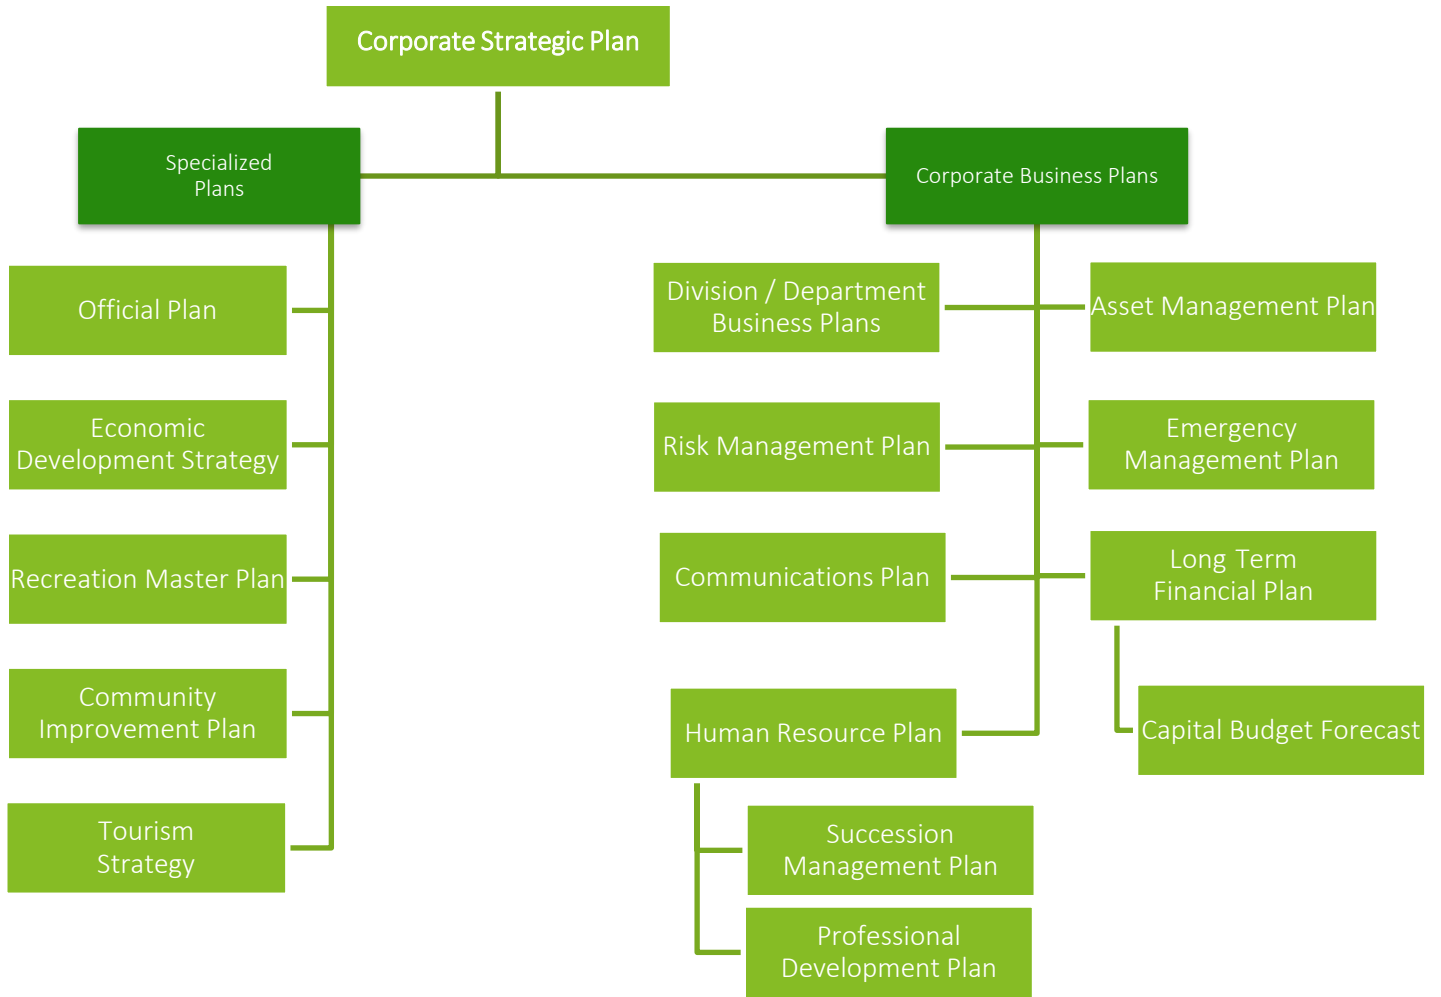 Corporate Strategic Plan
Specialized
Plans
Corporate Business Plans
Official Plan
Economic
Development Strategy
Recreation Master Plan
Community
Improvement Plan
Tourism
Strategy
Division / Department
Business Plans
Asset Management Plan
Risk Management Plan
Emergency
Management Plan
Communications Plan
Long Term
Financial Plan
Human Resource Plan
Capital Budget Forecast
Succession
Management Plan
Professional
Development Plan